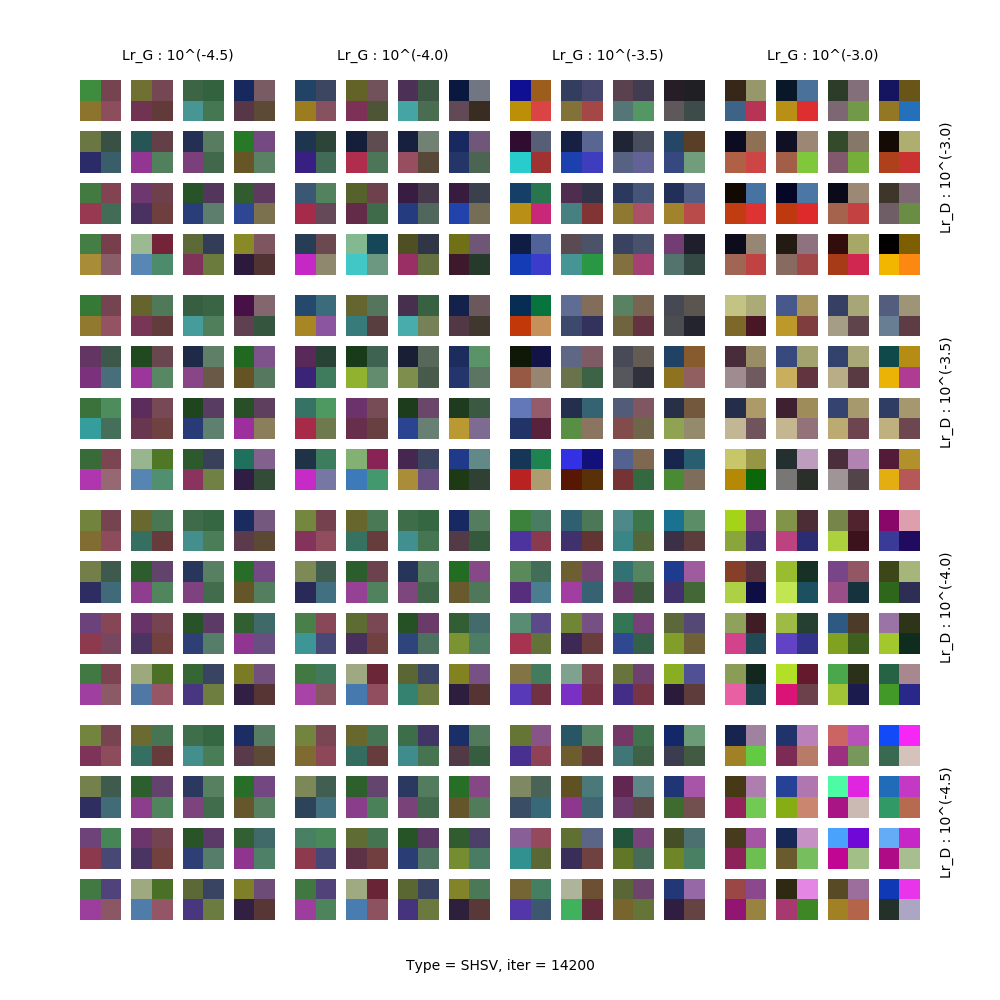 Lr_G : 10^(-4.5)
Lr_G : 10^(-4.0)
Lr_G : 10^(-3.5)
Lr_G : 10^(-3.0)
Lr_D : 10^(-3.0)
Lr_D : 10^(-3.5)
Lr_D : 10^(-4.0)
Lr_D : 10^(-4.5)
Type = SHSV, iter = 14200